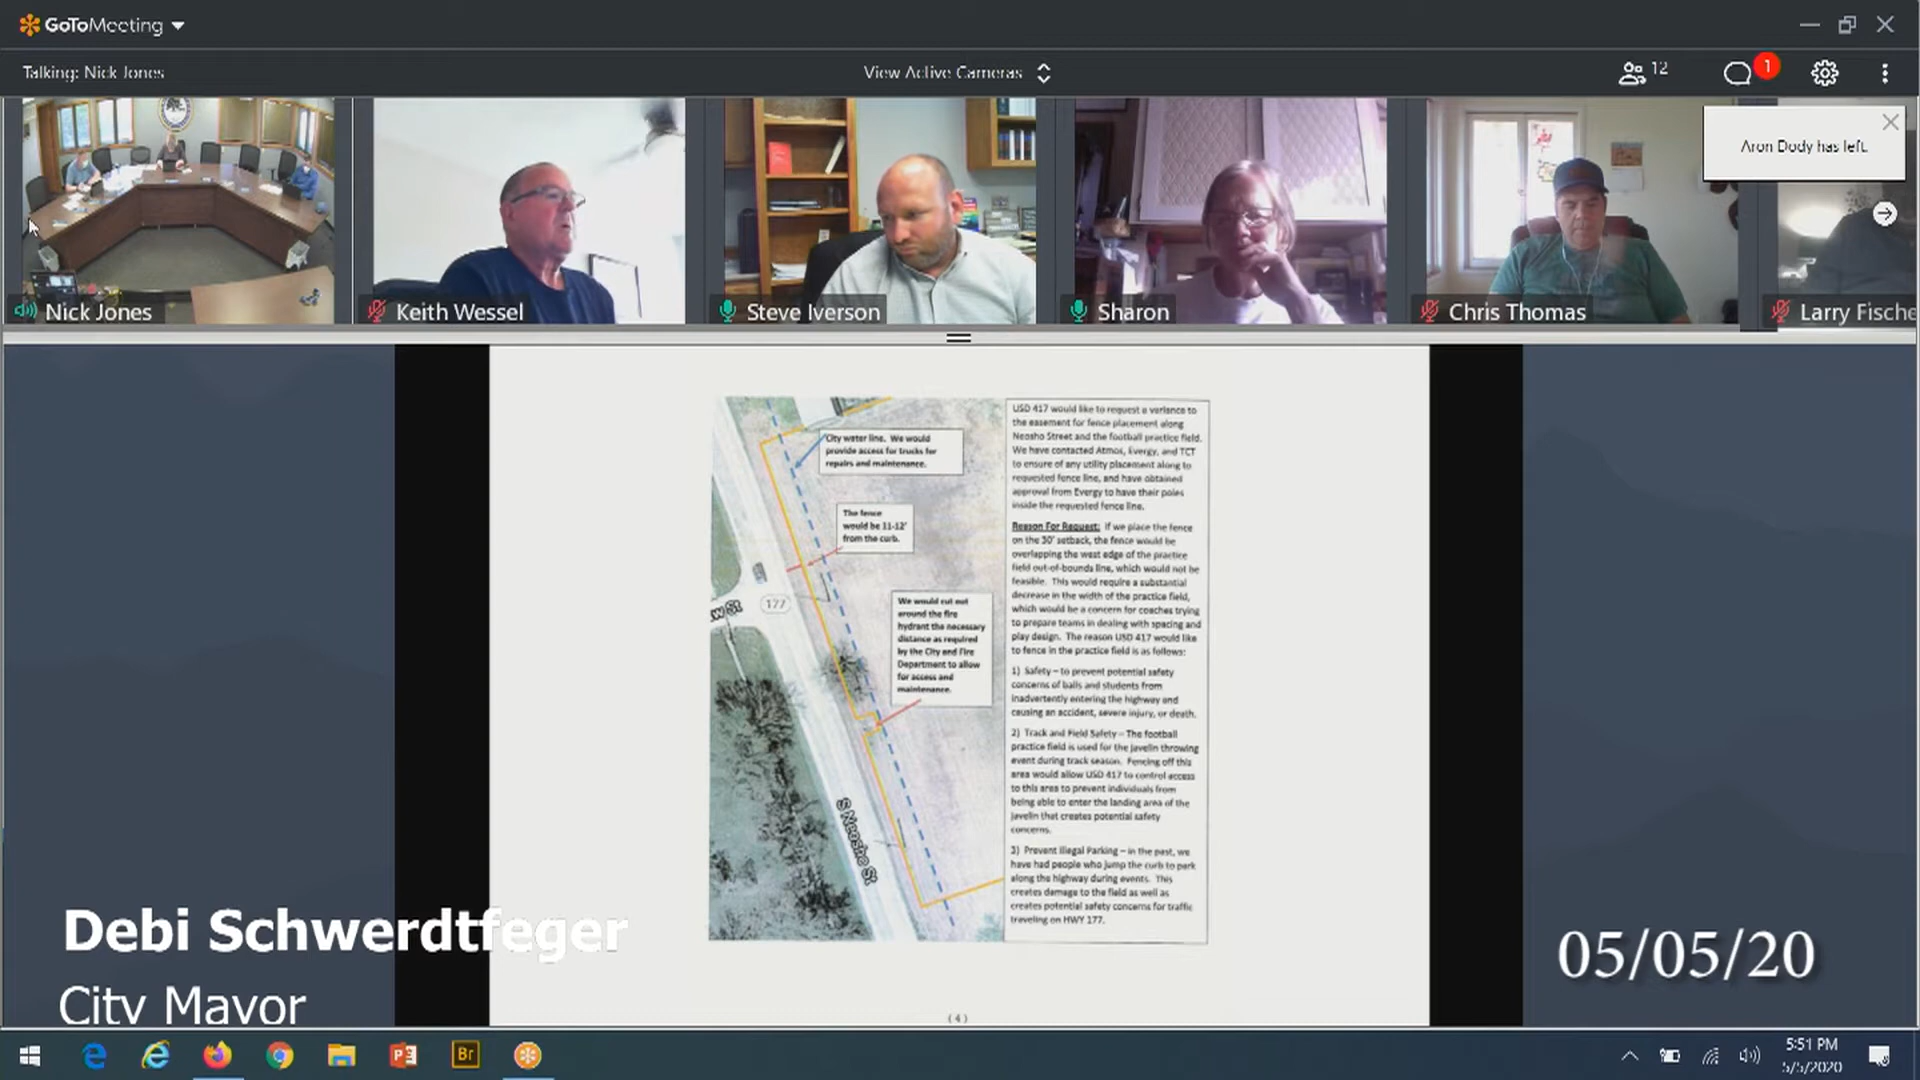 GoToMeeting
Talking: Nick Jones
View Active Cameras
12
1
Aron Dody has left.
Nick Jones
Keith Wessel
Steve Iverson
Sharon
Chris Thomas
Larry Fische
City water line. We would
provide access for trucks for
repairs and maintenance.
The fence
would be 11-12'
from the curb.
177
w St
We would cut out
around the fire
hydrant the necessary
distance as required
by the City and Fire
Department to allow
for access and
maintenance.
S Neosho St
USD 417 would like to request a variance to
the easement for fence placement along
Neosho Street and the football practice field.
We have contacted Atmos, Evergy, and TCT
to ensure of any utility placement along to
requested fence line, and have obtained
approval from Evergy to have their poles
inside the requested fence line.
Reason For Request: If we place the fence
on the 30' setback, the fence would be
overlapping the west edge of the practice
field out-of-bounds line, which would not be
feasible. This would require a substantial
decrease in the width of the practice field,
which would be a concern for coaches trying
to prepare teams in dealing with spacing and
play design. The reason USD 417 would like
to fence in the practice field is as follows:
1) Safety – to prevent potential safety
concerns of balls and students from
inadvertently entering the highway and
causing an accident, severe injury, or death.
2) Track and Field Safety – The football
practice field is used for the javelin throwing
event during track season. Fencing off this
area would allow USD 417 to control access
to this area to prevent individuals from
being able to enter the landing area of the
javelin that creates potential safety
concerns.
3) Prevent Illegal Parking – in the past, we
have had people who jump the curb to park
along the highway during events. This
creates damage to the field as well as
creates potential safety concerns for traffic
traveling on HWY 177.
(4)
Debi Schwerdtfeger
City Mayor
05/05/20
Br
5:51 PM
5/5/2020